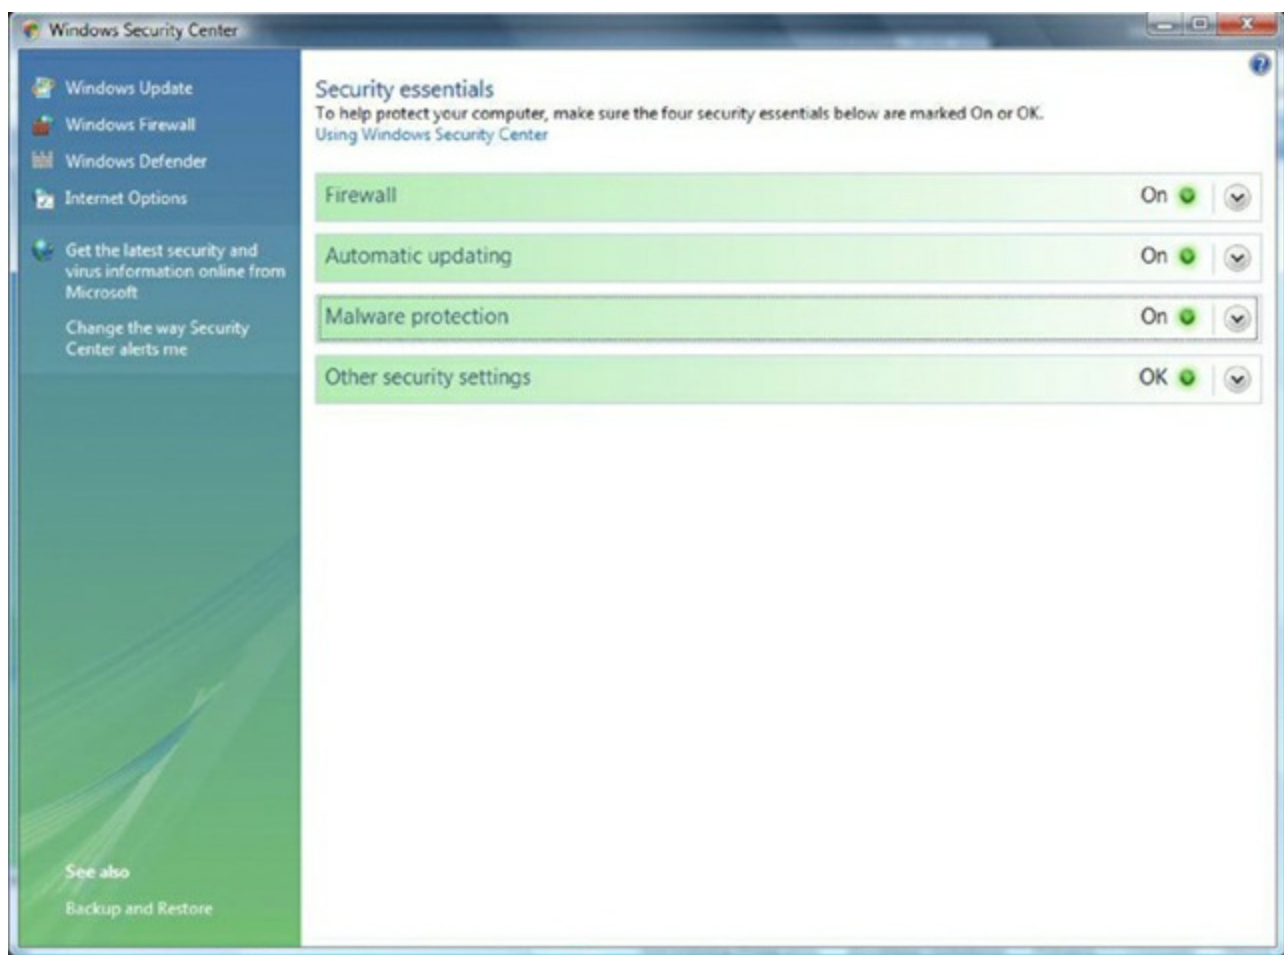 Windows Security Center
Windows Update
Windows Firewall
Windows Defender
Internet Options
Get the latest security and
virus information online from
Microsoft
Change the way Security
Center alerts me
See also
Backup and Restore
Security essentials
To help protect your computer, make sure the four security essentials below are marked On or OK.
Using Windows Security Center
Firewall On
Automatic updating On
Malware protection On
Other security settings OK